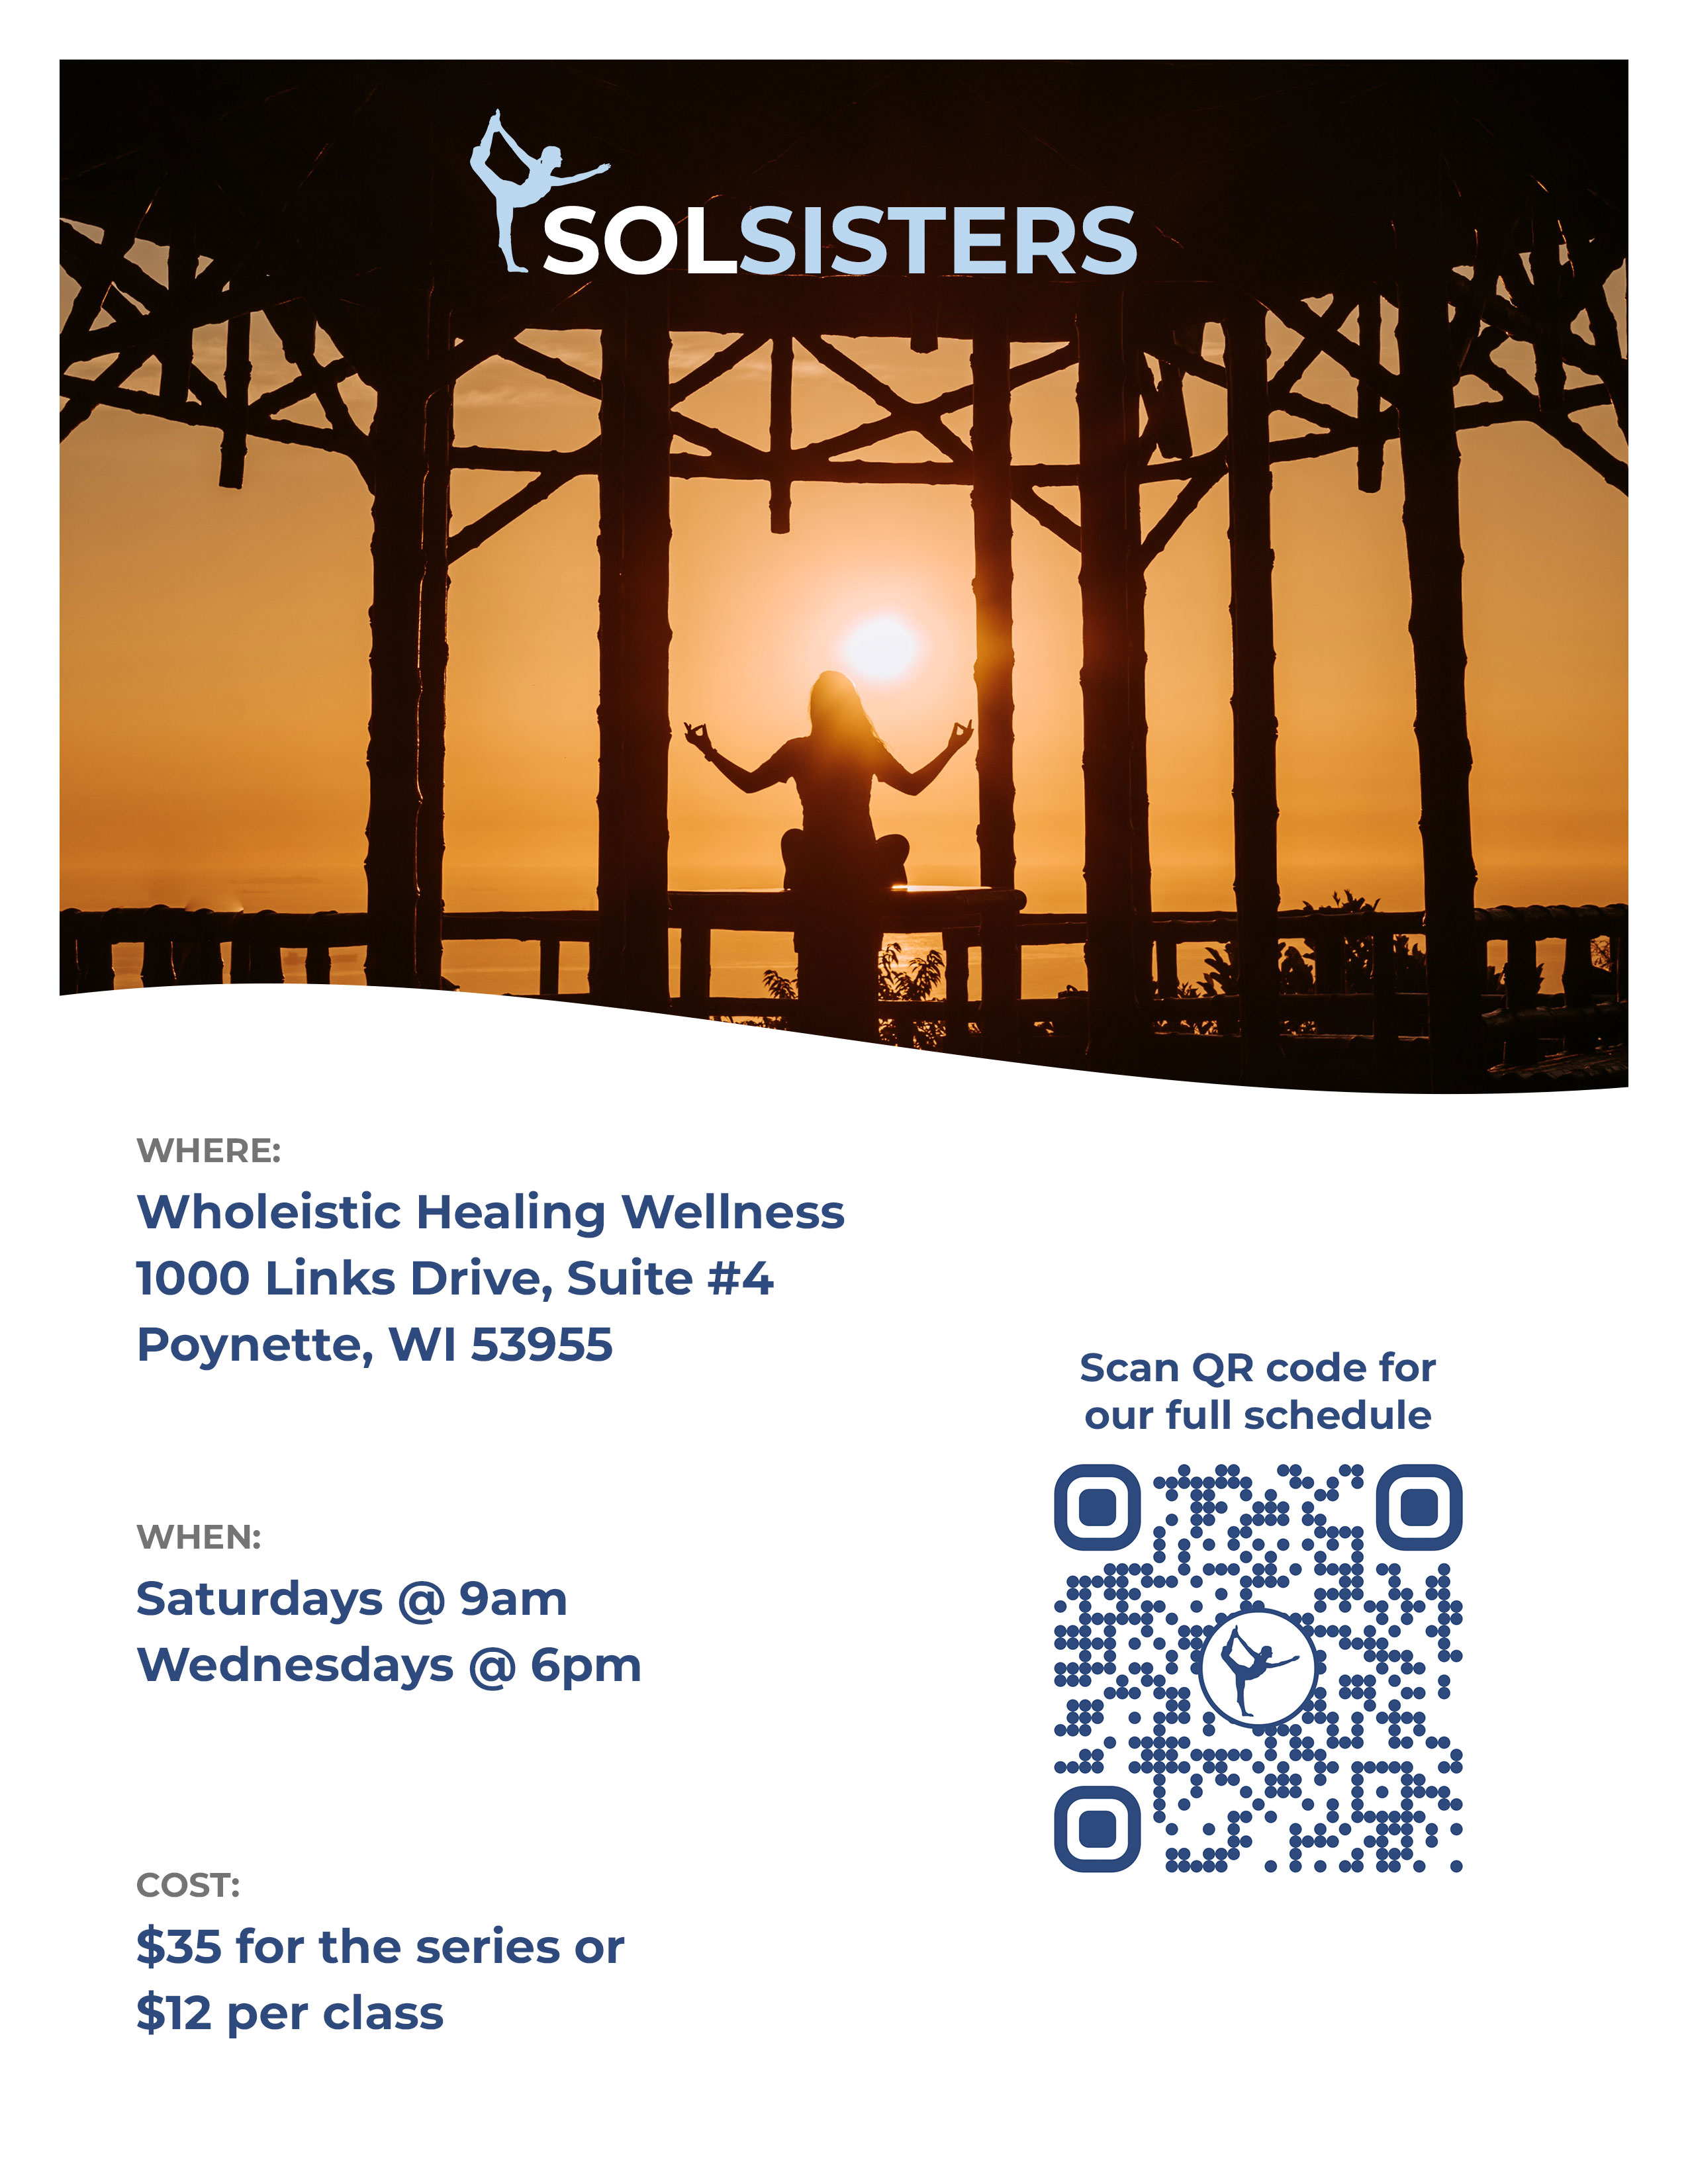 SOLSISTERS
WHERE:
Wholeistic Healing Wellness
1000 Links Drive, Suite #4
Poynette, WI 53955
Scan QR code for
our full schedule
WHEN:
Saturdays @ 9am
Wednesdays @ 6pm
COST:
$35 for the series or
$12 per class